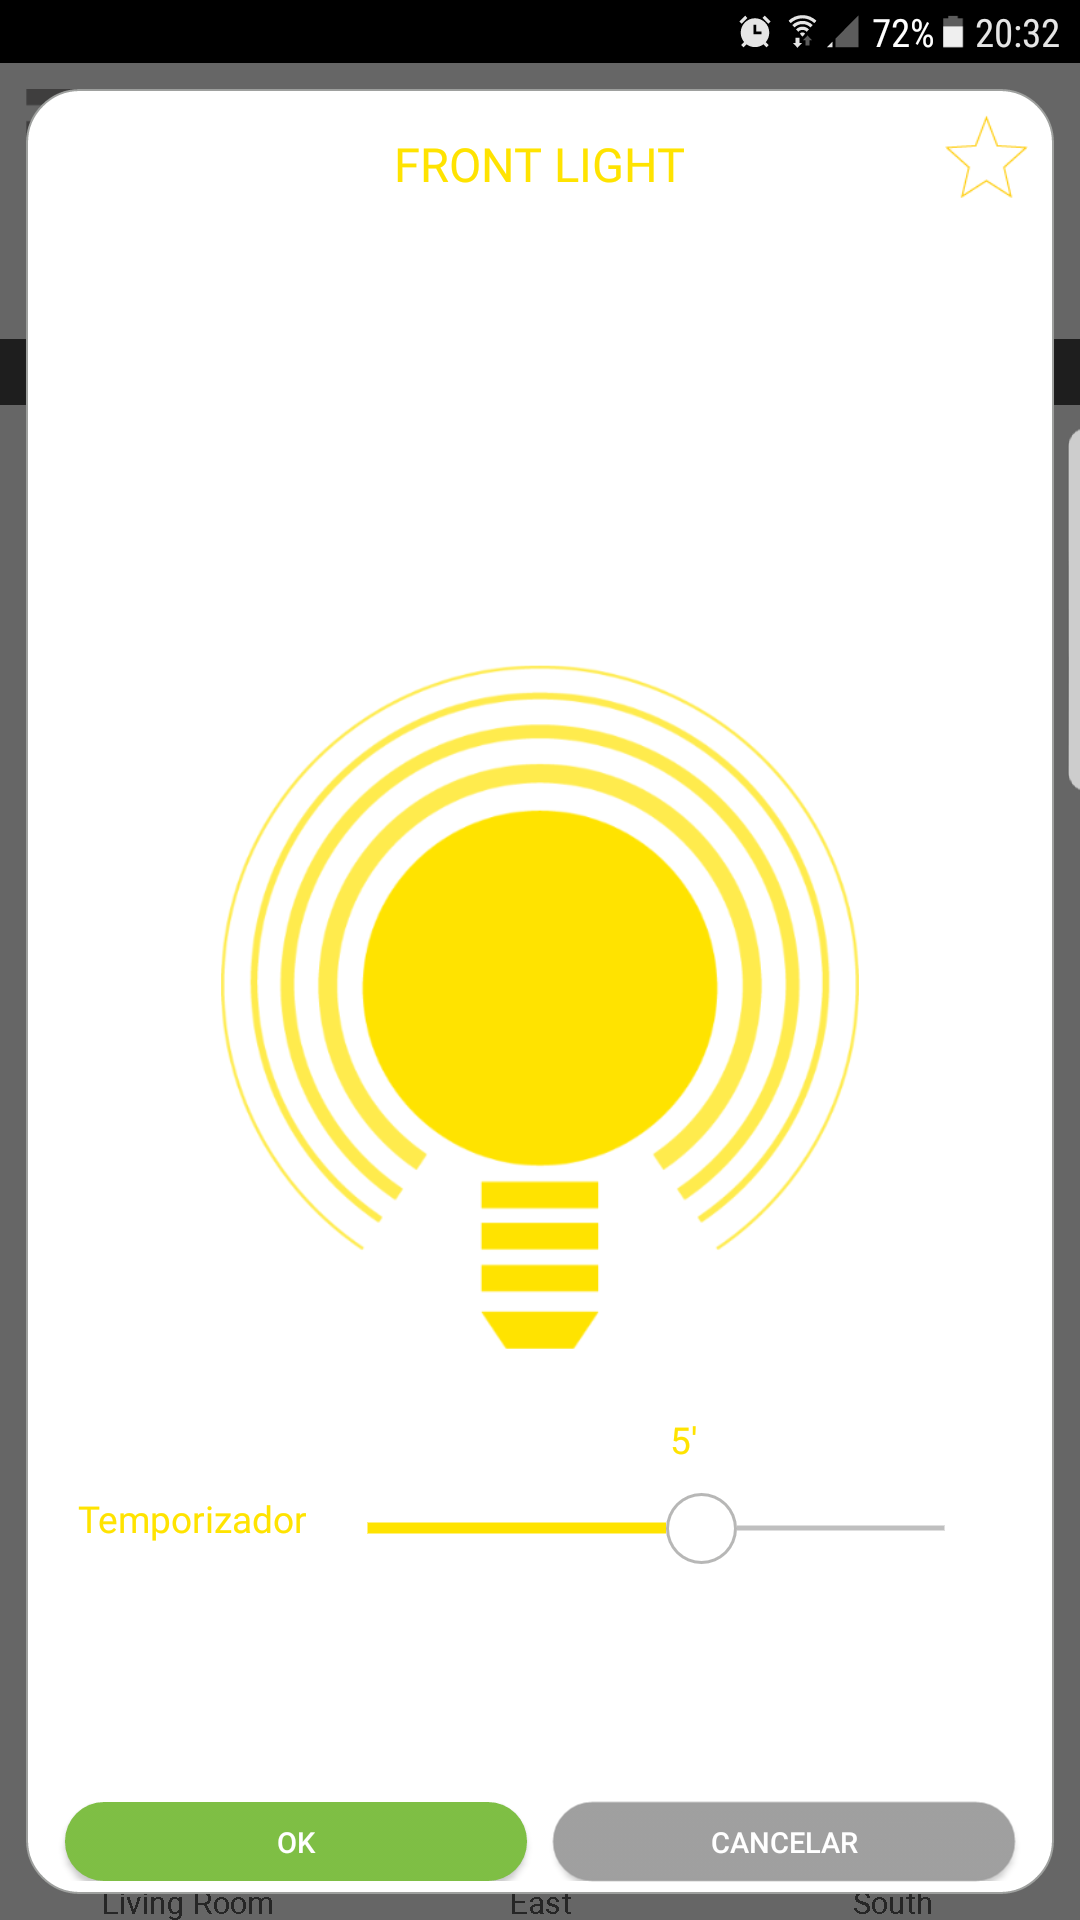 72% 20:32
FRONT LIGHT
5'
Temporizador
OK CANCELAR
Living Room East South